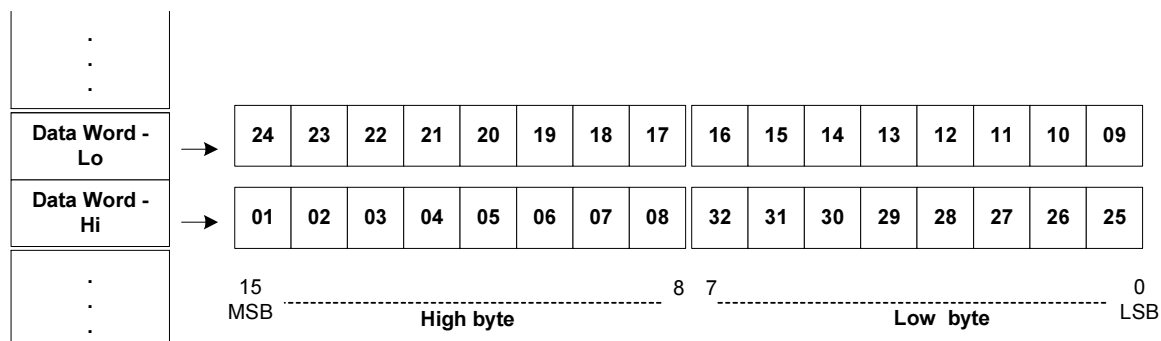 .
.
.
Data Word -
Lo
24 23 22 21 20 19 18 17 16 15 14 13 12 11 10 09
Data Word -
Hi
01 02 03 04 05 06 07 08 32 31 30 29 28 27 26 25
.
.
.
15 8 7 0
MSB LSB
High byte Low byte